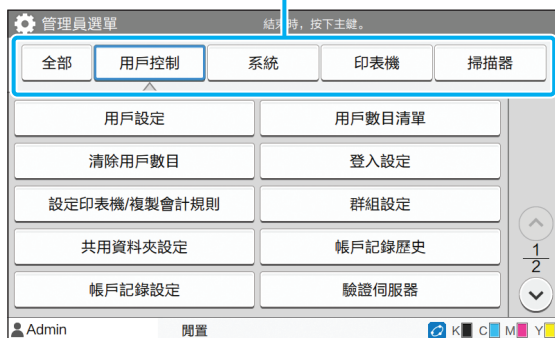 管理員選單 結束時，按下主鍵。
全部 用戶控制 系統 印表機 掃描器
用戶設定 用戶數目清單
清除用戶數目 登入設定
設定印表機/複製會計規則 群組設定
共用資料夾設定 帳戶記錄歷史
帳戶記錄設定 驗證伺服器
1
2
Admin 閒置 K C M Y